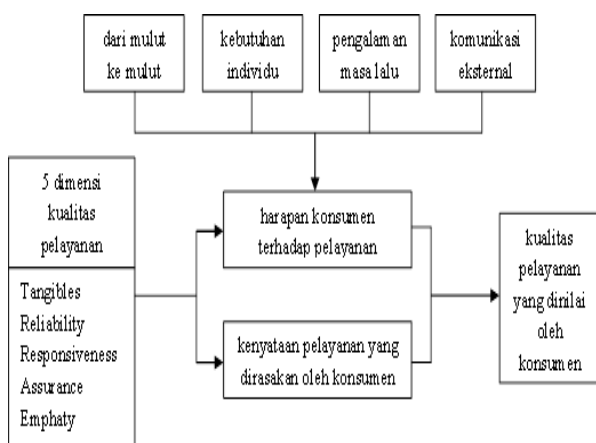 dari mulut
ke mulut
kebutuhan
individu
pengalaman
masa lalu
komunikasi
eksternal
5 dimensi
kualitas
pelayanan
Tangibles
Reliability
Responsiveness
Assurance
Emphaty
harapan konsumen
terhadap pelayanan
kenyataan pelayanan yang
dirasakan oleh konsumen
kualitas
pelayanan
yang dinilai
oleh
konsumen